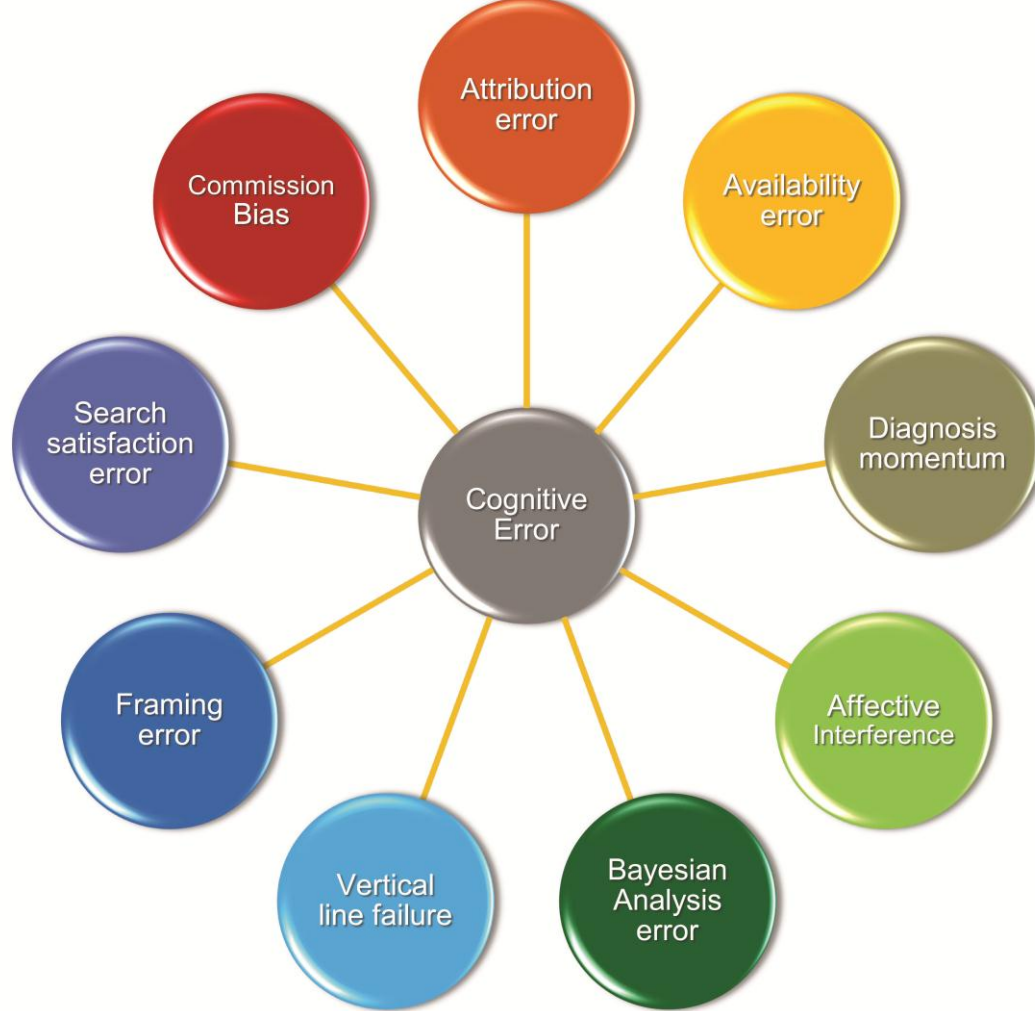 Attribution
error
Availability
error
Diagnosis
momentum
Affective
Interference
Bayesian
Analysis
error
Vertical
line failure
Framing
error
Search
satisfaction
error
Commission
Bias
Cognitive
Error